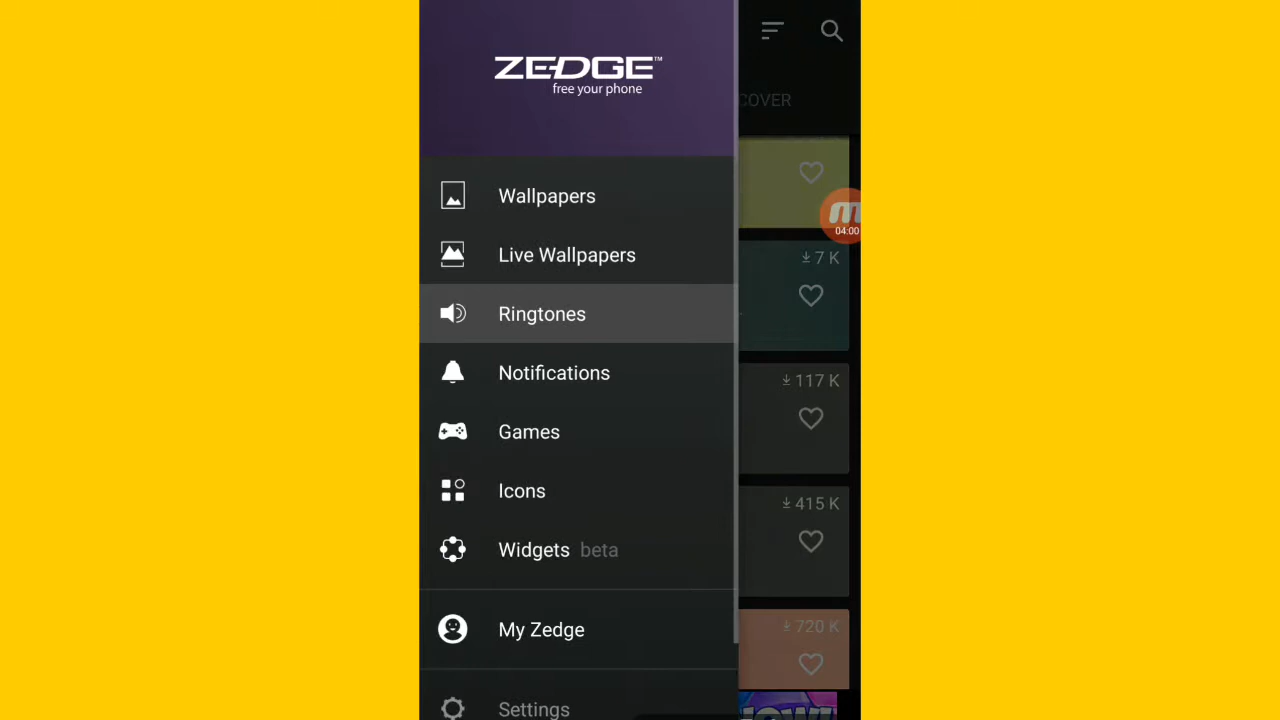 ZEDGE™
free your phone
COVER
Wallpapers
04:00
Live Wallpapers
7 K
Ringtones
Notifications
117 K
Games
Icons
415 K
Widgets beta
My Zedge
720 K
Settings